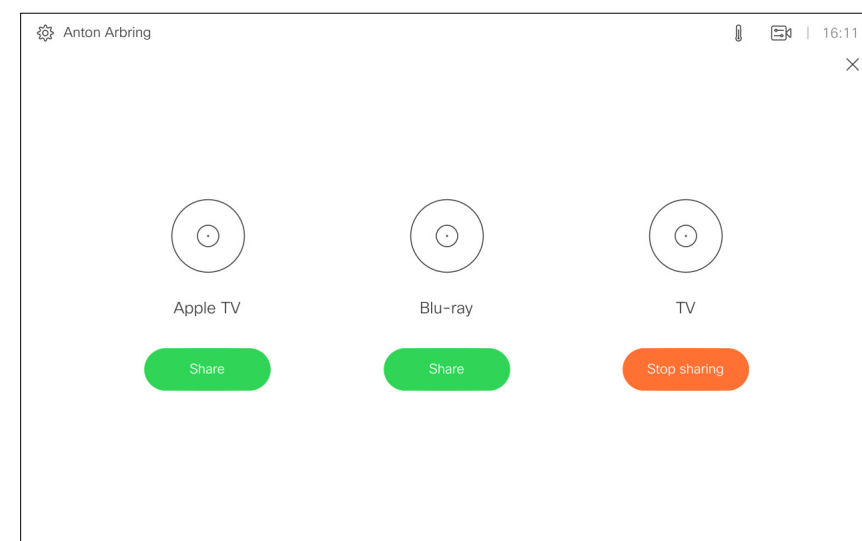 Anton Arbring
16:11
Apple TV
Blu-ray
TV
Share
Share
Stop sharing